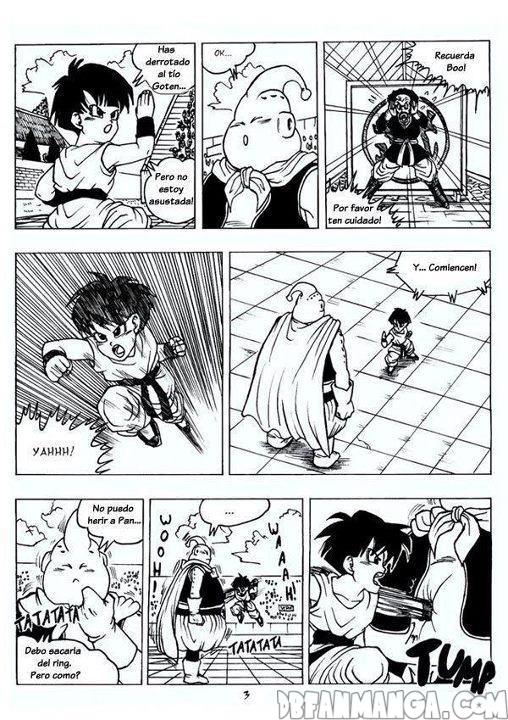 Has
derrotado
al tío
Goten...
Pero no
estoy
asustada!
OK...
Recuerda
Boo!
Por favor
ten cuidado!
YAHHH!
Y... Comiencen!
No puedo
herir a Pan...
TATATATA
Debo sacarla
del ring.
Pero como?
...
WOOOH!
WAAAH
TATATATA
TUMP
3
DBFANMANGA.COM